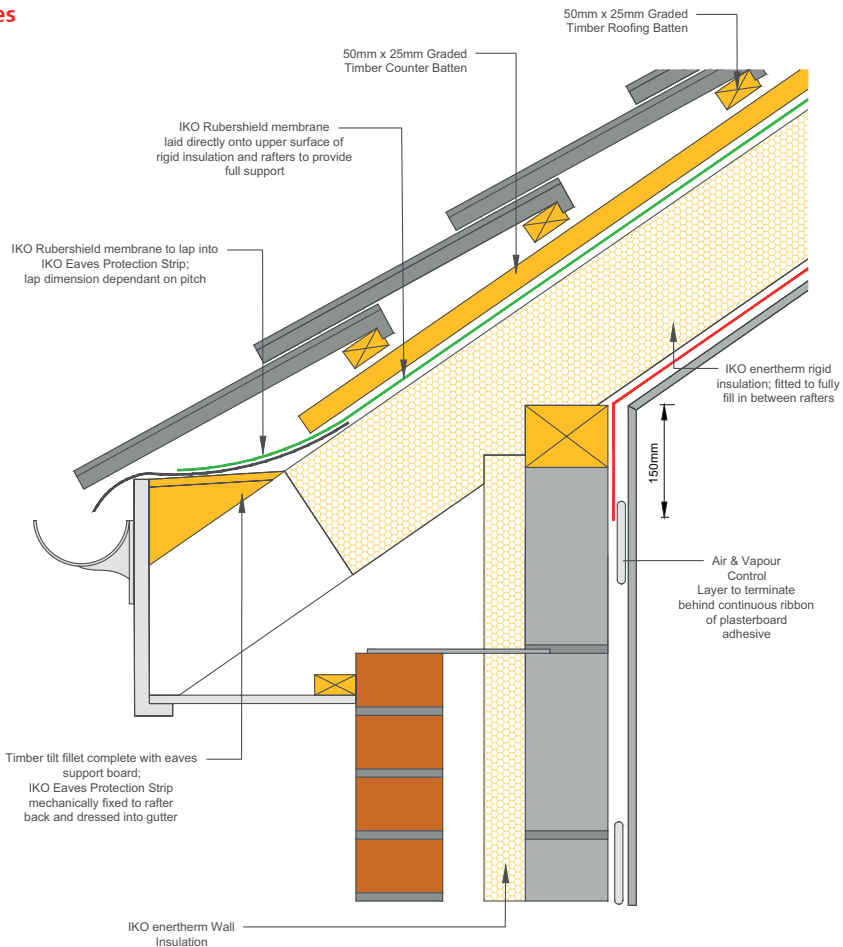 es
50mm x 25mm Graded
Timber Roofing Batten
50mm x 25mm Graded
Timber Counter Batten
IKO Rubershield membrane
laid directly onto upper surface of
rigid insulation and rafters to provide
full support
IKO Rubershield membrane to lap into
IKO Eaves Protection Strip;
lap dimension dependant on pitch
IKO enertherm rigid
insulation; fitted to fully
fill in between rafters
150mm
Air & Vapour
Control
Layer to terminate
behind continuous ribbon
of plasterboard
adhesive
Timber tilt fillet complete with eaves
support board;
IKO Eaves Protection Strip
mechanically fixed to rafter
back and dressed into gutter
IKO enertherm Wall
Insulation